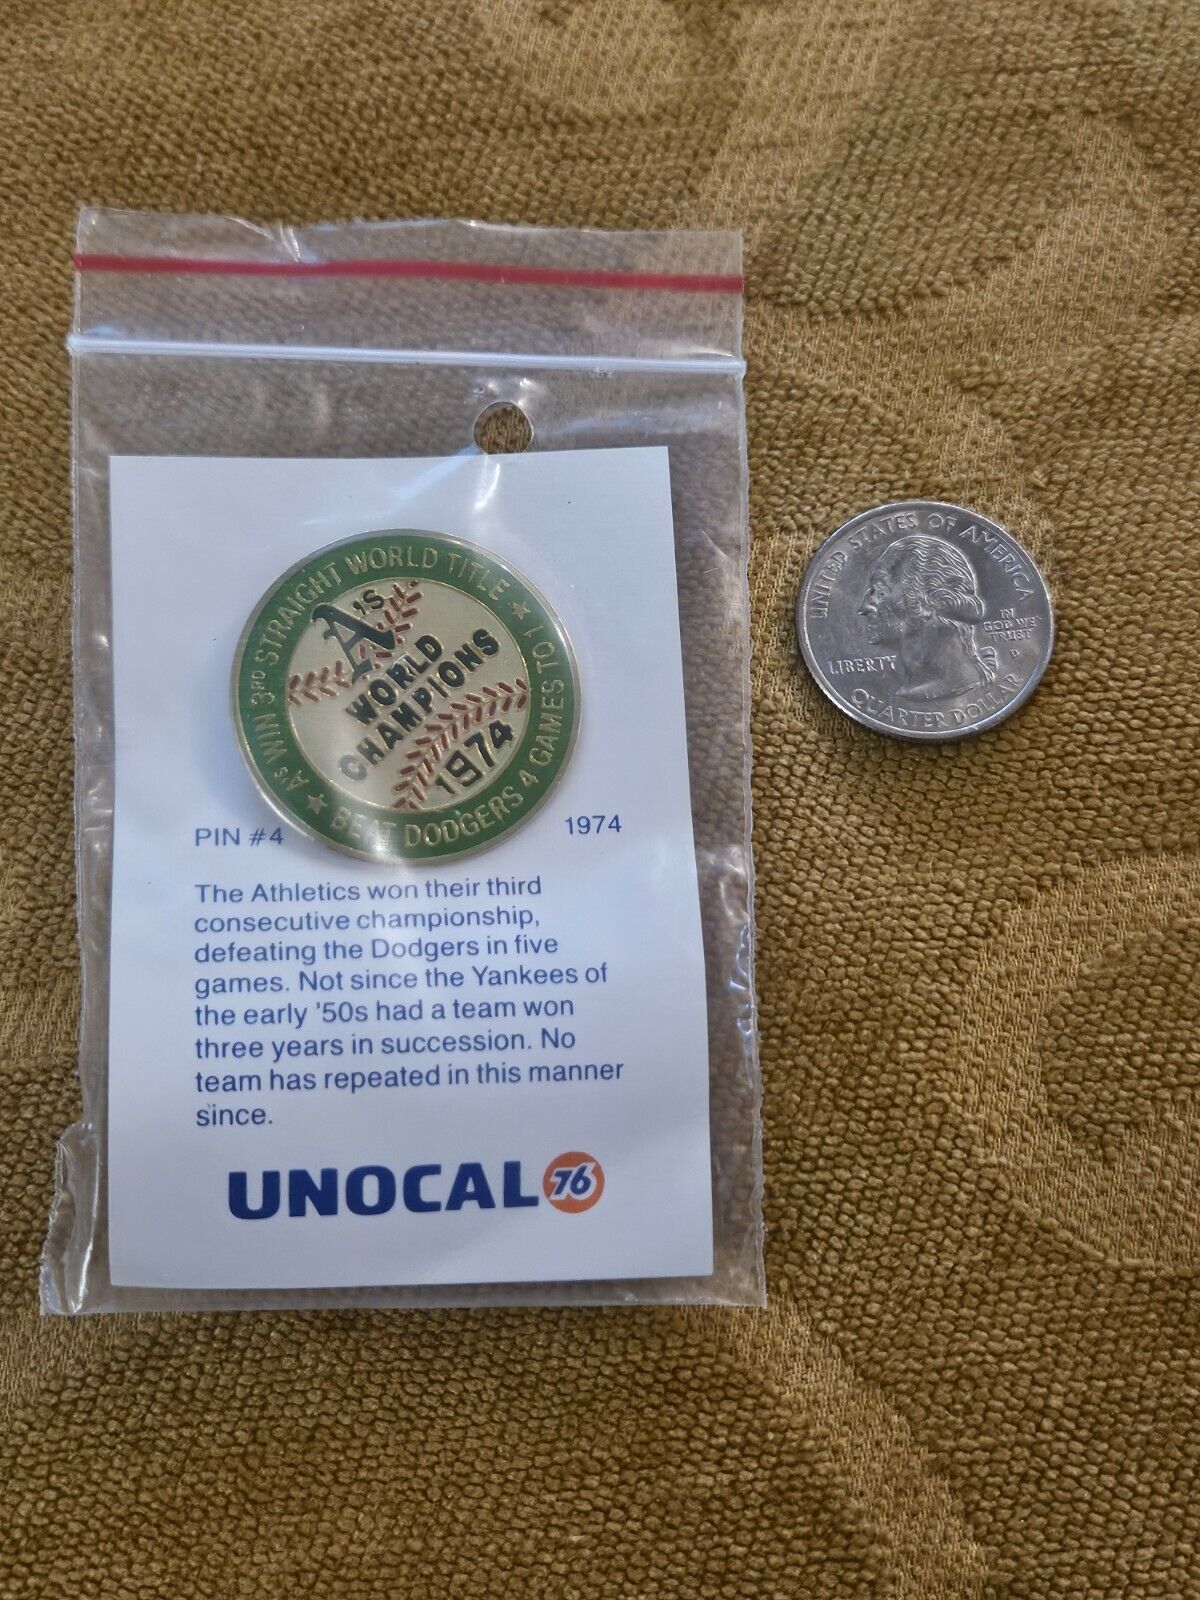 A's WIN 3RD STRAIGHT WORLD TITLE ★
★ BEAT DODGERS 4 GAMES TO 1
A's
WORLD
CHAMPIONS
1974
PIN #4 1974
The Athletics won their third
consecutive championship,
defeating the Dodgers in five
games. Not since the Yankees of
the early '50s had a team won
three years in succession. No
team has repeated in this manner
since.
UNOCAL 76
UNITED STATES OF AMERICA
LIBERTY
IN
GOD WE
TRUST
D
QUARTER DOLLAR